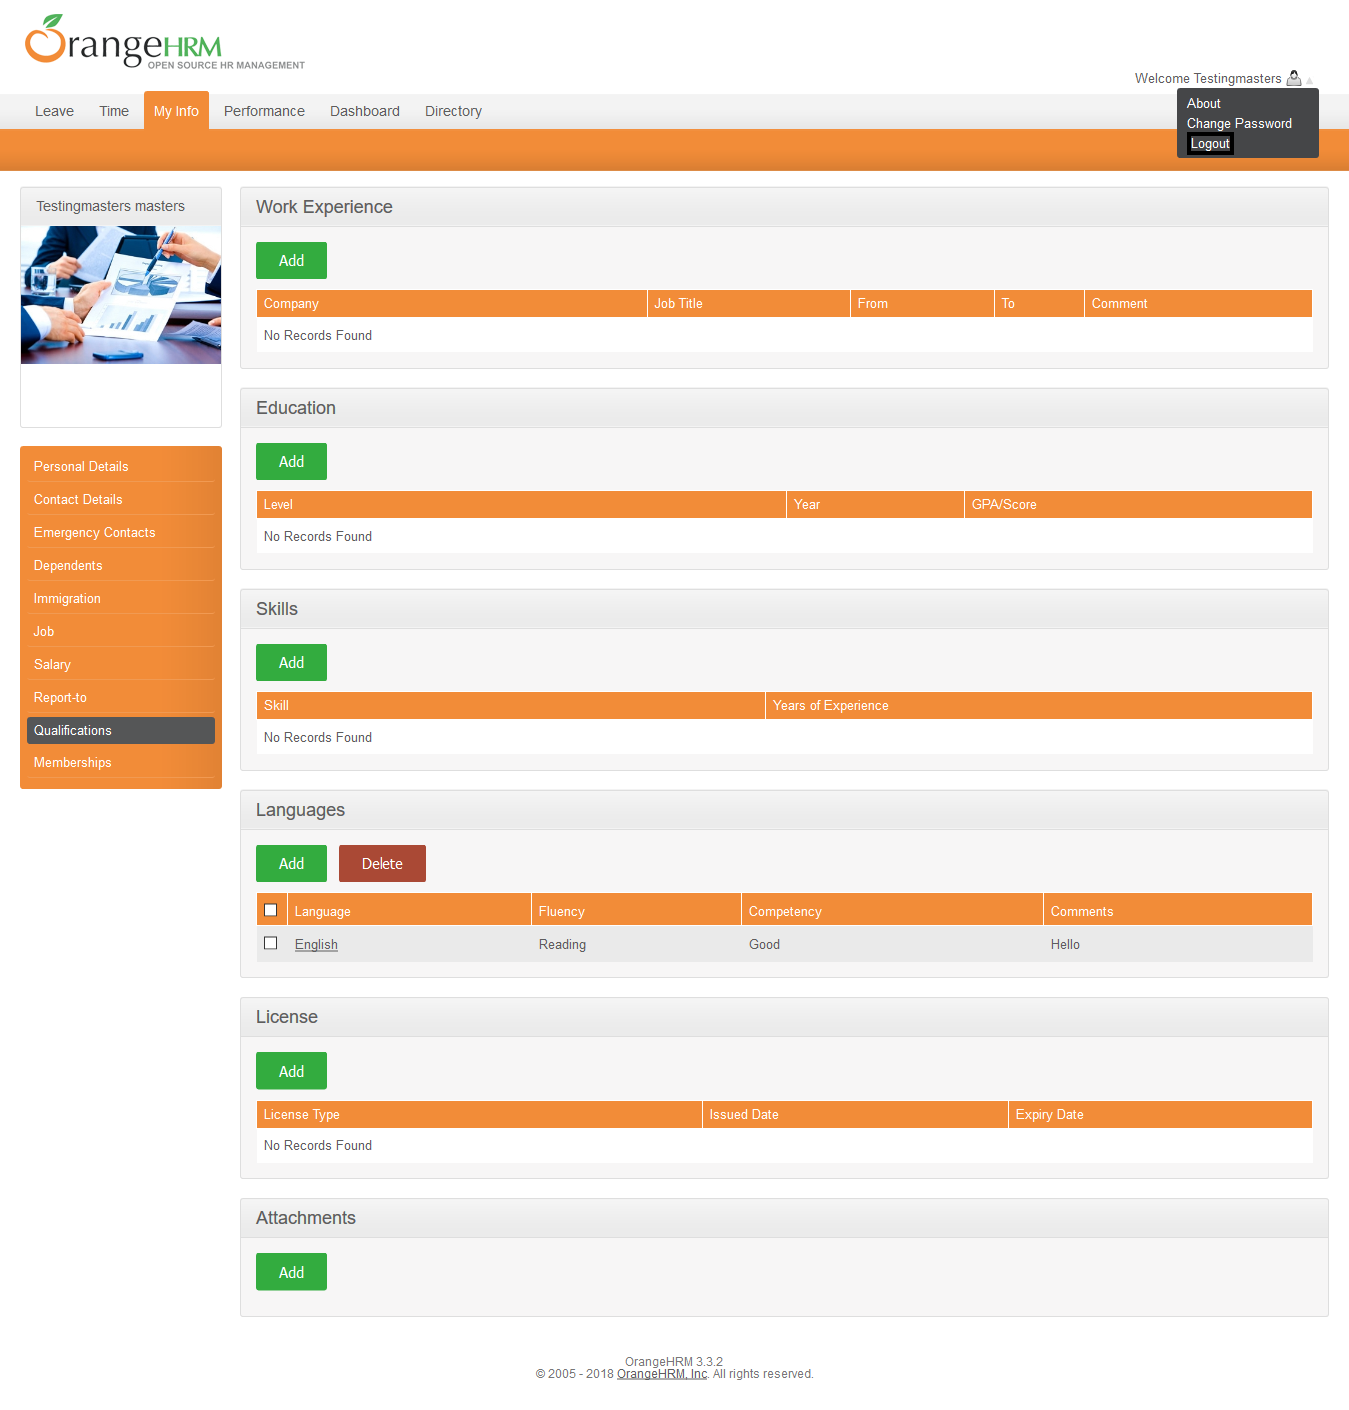 OrangeHRM
OPEN SOURCE HR MANAGEMENT
Welcome Testingmasters
About
Change Password
Logout
Leave Time My Info Performance Dashboard Directory
Testingmasters masters
Personal Details
Contact Details
Emergency Contacts
Dependents
Immigration
Job
Salary
Report-to
Qualifications
Memberships
Work Experience
Add
Company Job Title From To Comment
No Records Found
Education
Add
Level Year GPA/Score
No Records Found
Skills
Add
Skill Years of Experience
No Records Found
Languages
Add Delete
Language Fluency Competency Comments
English Reading Good Hello
License
Add
License Type Issued Date Expiry Date
No Records Found
Attachments
Add
OrangeHRM 3.3.2
© 2005 - 2018 OrangeHRM, Inc. All rights reserved.